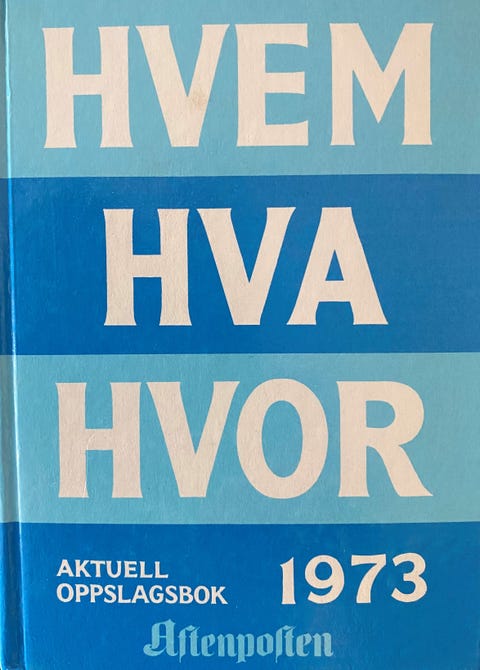 HVEM
HVA
HVOR
AKTUELL
OPPSLAGSBOK 1973
Aftenposten